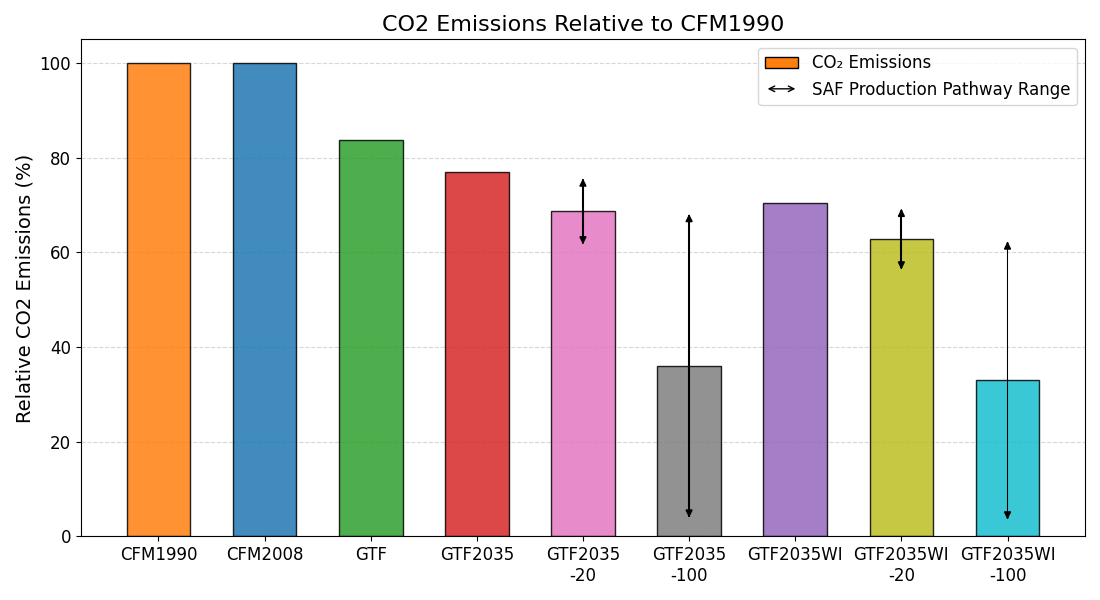 CO2 Emissions Relative to CFM1990
CO₂ Emissions
SAF Production Pathway Range
Relative CO2 Emissions (%)
100
80
60
40
20
0
CFM1990
CFM2008
GTF
GTF2035
GTF2035
-20
GTF2035
-100
GTF2035WI
GTF2035WI
-20
GTF2035WI
-100